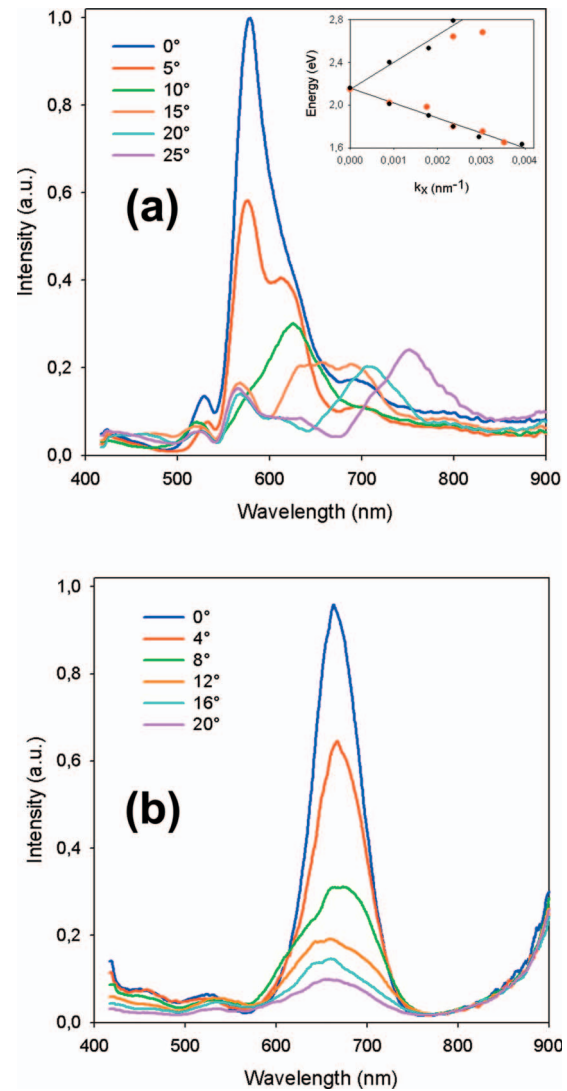 1,0
0,8
0,6
0,4
0,2
0,0
Intensity (a.u.)
0°
5°
10°
15°
20°
25°
(a)
2,8
2,4
2,0
1,6
Energy (eV)
0,000 0,001 0,002 0,003 0,004
kX (nm-1)
400 500 600 700 800 900
Wavelength (nm)
1,0
0,8
0,6
0,4
0,2
0,0
Intensity (a.u.)
0°
4°
8°
12°
16°
20°
(b)
400 500 600 700 800 900
Wavelength (nm)